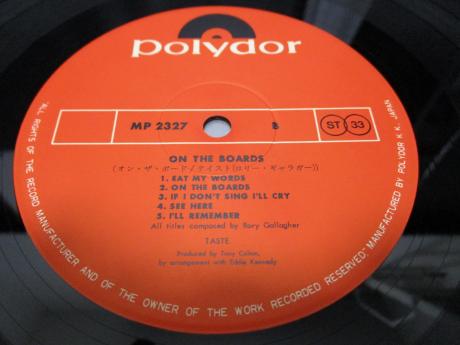 polydor
MP 2327 B ST 33
ON THE BOARDS
(オン・ザ・ボード/テイスト(ロリー・ギャラガー))
1. EAT MY WORDS
2. ON THE BOARDS
3. IF I DON'T SING I'LL CRY
4. SEE HERE
5. I'LL REMEMBER
All titles composed by Rory Gallagher
TASTE
Produced by Tony Colton,
by arrangement with Eddie Kennedy
"ALL RIGHTS OF THE RECORD MANUFACTURER AND OF THE OWNER OF THE WORK RECORDED RESERVED." MANUFACTURED BY POLYDOR K.K. JAPAN